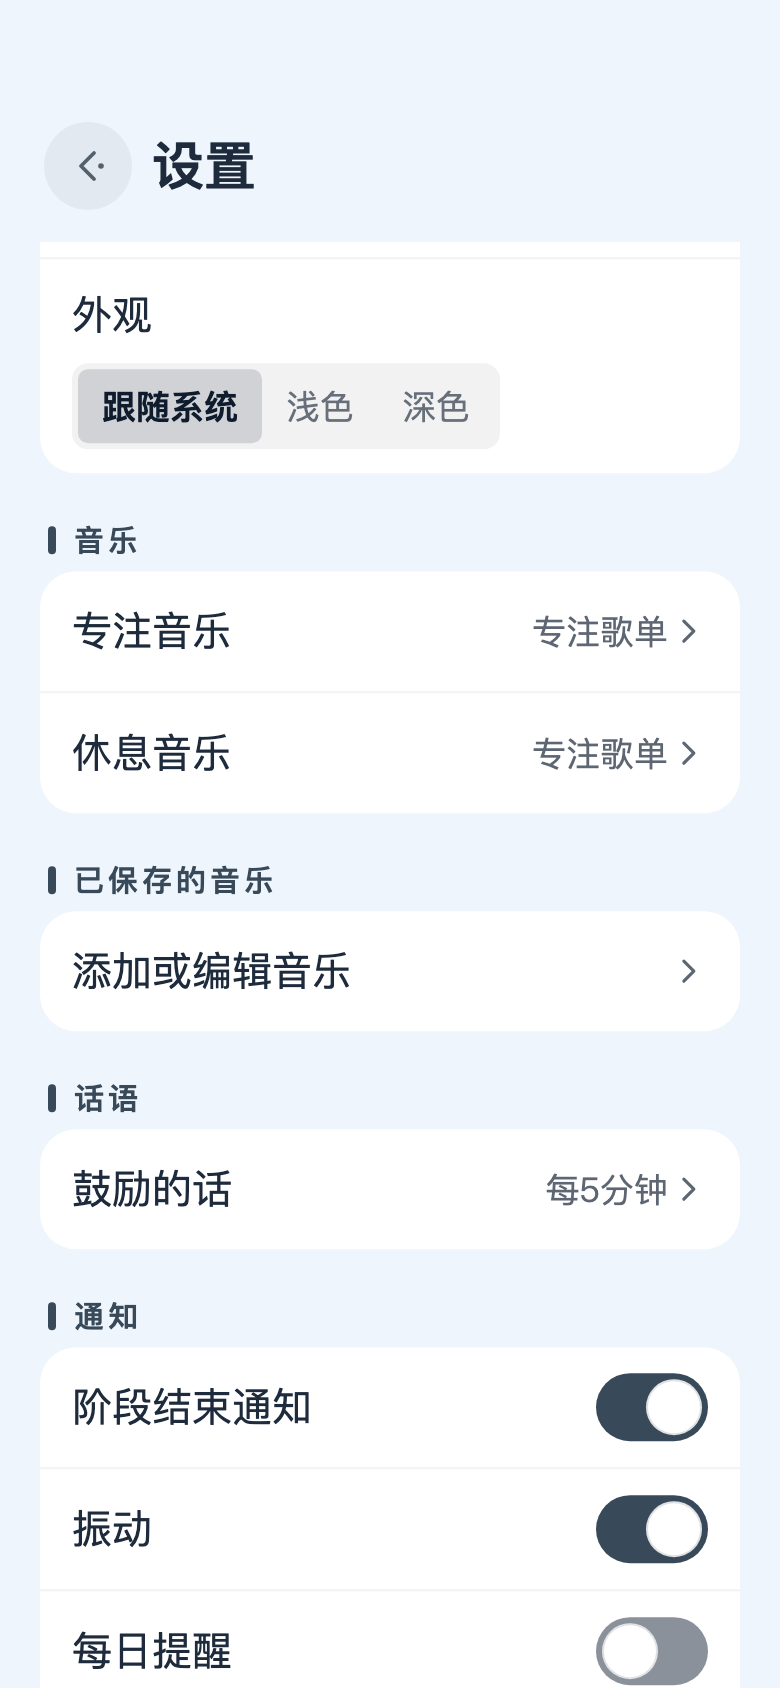 设置
外观
跟随系统 浅色 深色
音乐
专注音乐 专注歌单
休息音乐 专注歌单
已保存的音乐
添加或编辑音乐
话语
鼓励的话 每5分钟
通知
阶段结束通知
振动
每日提醒